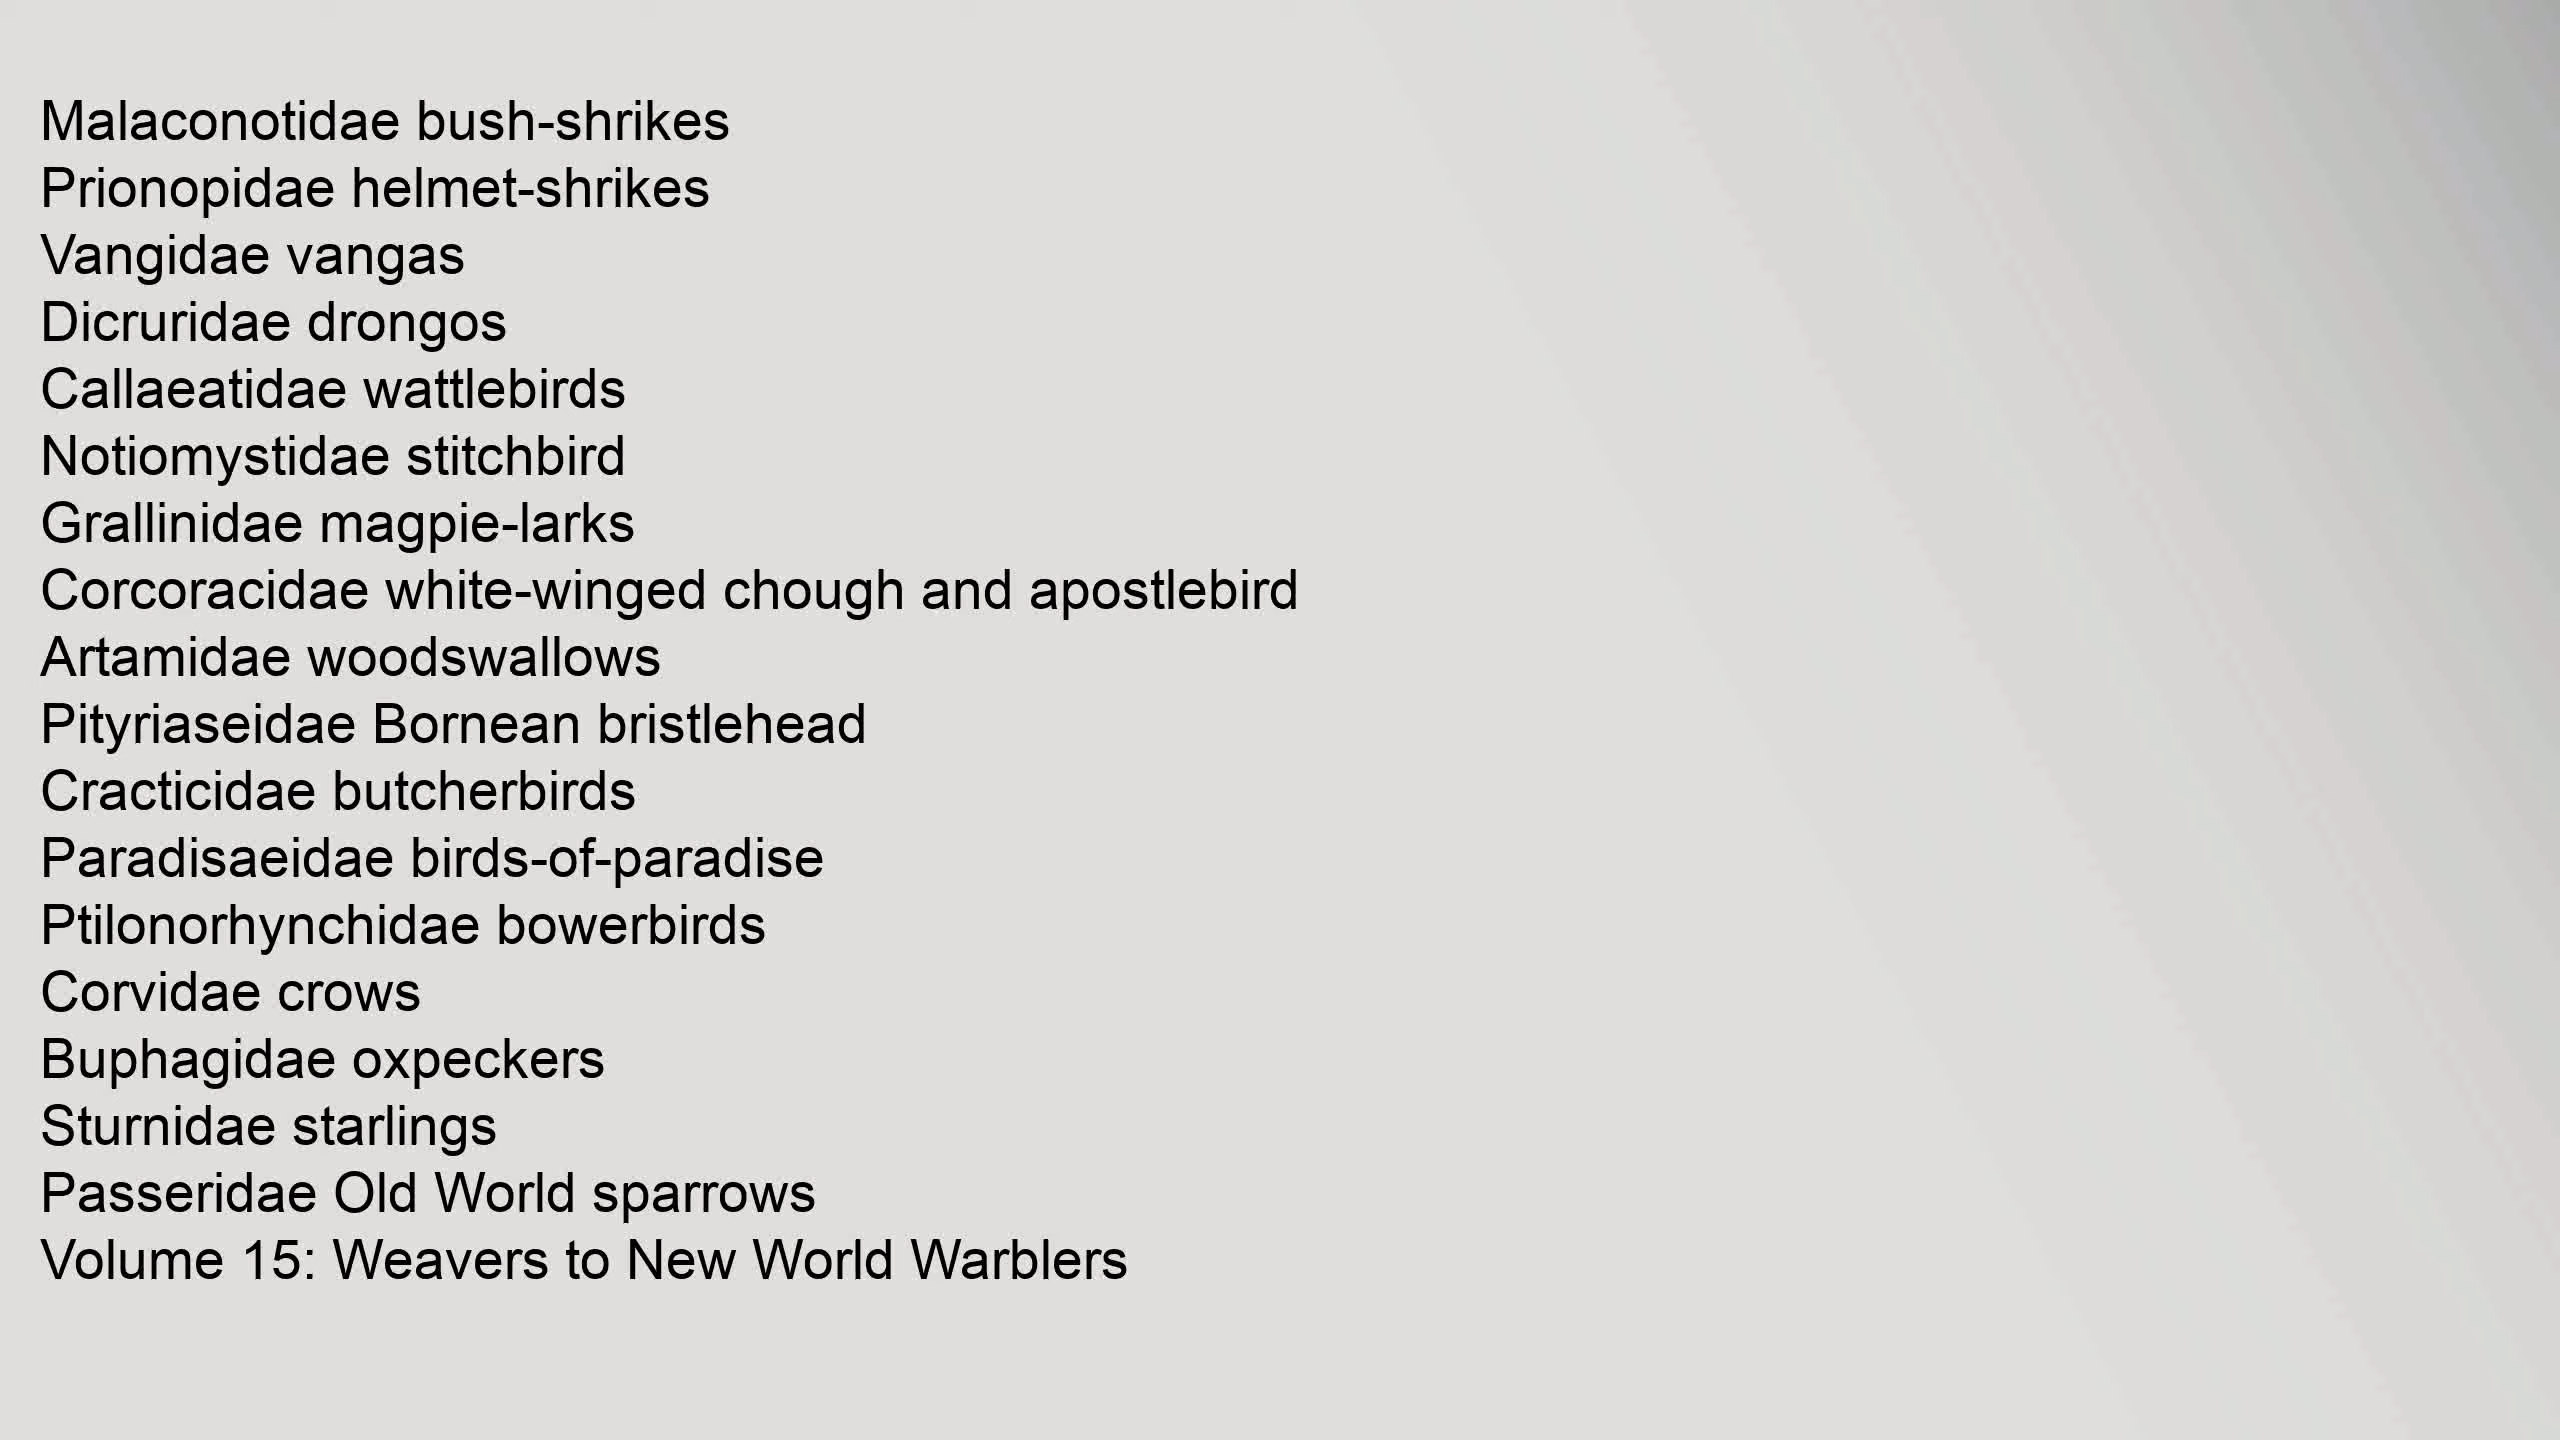 Malaconotidae bush-shrikes
Prionopidae helmet-shrikes
Vangidae vangas
Dicruridae drongos
Callaeatidae wattlebirds
Notiomystidae stitchbird
Grallinidae magpie-larks
Corcoracidae white-winged chough and apostlebird
Artamidae woodswallows
Pityriaseidae Bornean bristlehead
Cracticidae butcherbirds
Paradisaeidae birds-of-paradise
Ptilonorhynchidae bowerbirds
Corvidae crows
Buphagidae oxpeckers
Sturnidae starlings
Passeridae Old World sparrows
Volume 15: Weavers to New World Warblers